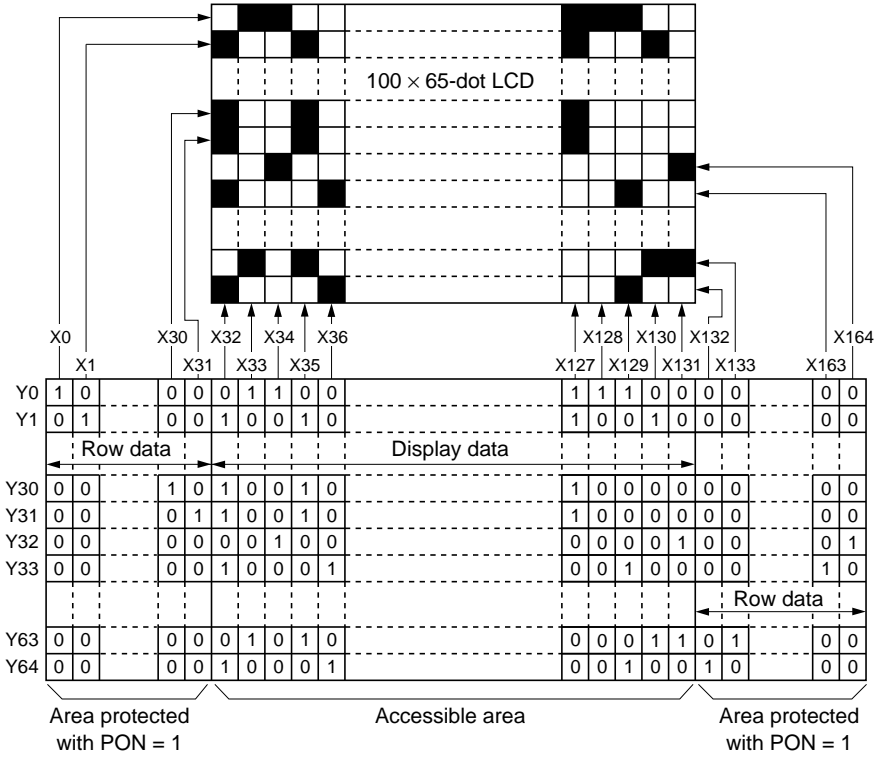 100 × 65-dot LCD
X0 X30 X32 X34 X36 X128 X130 X132 X164
X1 X31 X33 X35 X127 X129 X131 X133 X163
Y0 1 0 0 0 0 1 1 0 0 1 1 1 0 0 0 0 0 0
Y1 0 1 0 0 1 0 0 1 0 1 0 0 1 0 0 0 0 0
Row data Display data
Y30 0 0 1 0 1 0 0 1 0 1 0 0 0 0 0 0 0 0
Y31 0 0 0 1 1 0 0 1 0 1 0 0 0 0 0 0 0 0
Y32 0 0 0 0 0 0 1 0 0 0 0 0 0 1 0 0 0 1
Y33 0 0 0 0 1 0 0 0 1 0 0 1 0 0 0 0 1 0
Row data
Y63 0 0 0 0 0 1 0 1 0 0 0 0 1 1 0 1 0 0
Y64 0 0 0 0 1 0 0 0 1 0 0 1 0 0 1 0 0 0
Area protected
with PON = 1
Accessible area
Area protected
with PON = 1